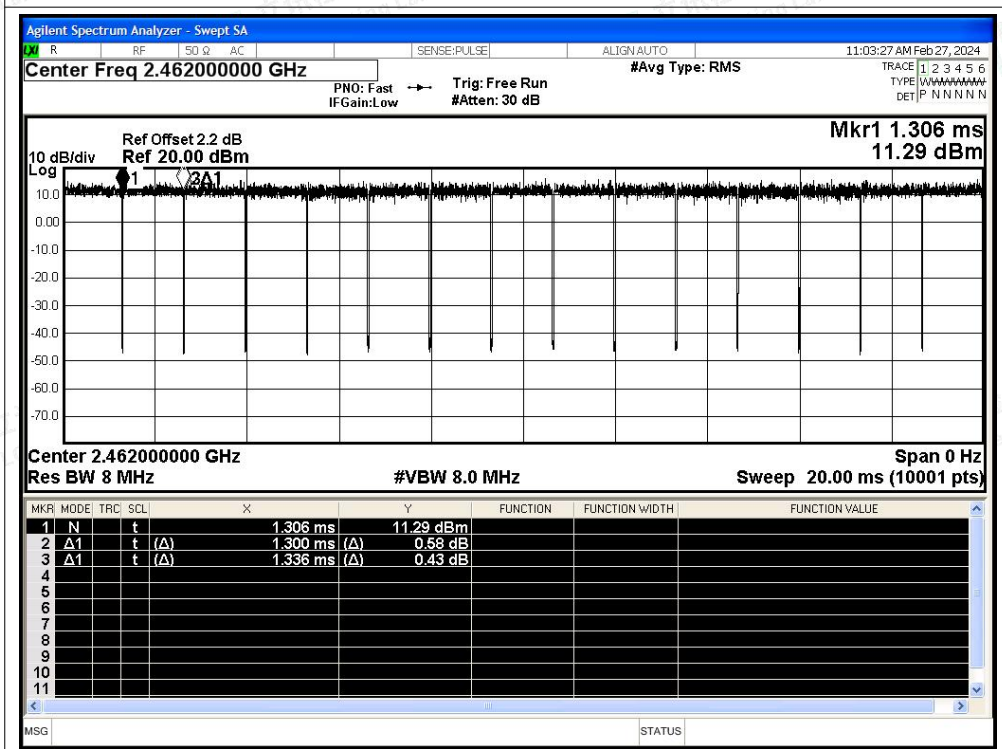 Agilent Spectrum Analyzer - Swept SA
LXI R RF 50 Ω AC SENSE:PULSE ALIGN AUTO 11:03:27 AM Feb 27, 2024
Center Freq 2.462000000 GHz
#Avg Type: RMS
TRACE 1 2 3 4 5 6
TYPE WWWWWW
DET P N N N N N
PNO: Fast
IFGain:Low
Trig: Free Run
#Atten: 30 dB
Mkr1 1.306 ms
11.29 dBm
Ref Offset 2.2 dB
10 dB/div Ref 20.00 dBm
Log
1
3Δ1
10.0
0.00
-10.0
-20.0
-30.0
-40.0
-50.0
-60.0
-70.0
Center 2.462000000 GHz Span 0 Hz
Res BW 8 MHz #VBW 8.0 MHz Sweep 20.00 ms (10001 pts)
MKR MODE TRC SCL X Y FUNCTION FUNCTION WIDTH FUNCTION VALUE
1 N t 1.306 ms 11.29 dBm
2 Δ1 t (Δ) 1.300 ms (Δ) 0.58 dB
3 Δ1 t (Δ) 1.336 ms (Δ) 0.43 dB
4
5
6
7
8
9
10
11
MSG STATUS